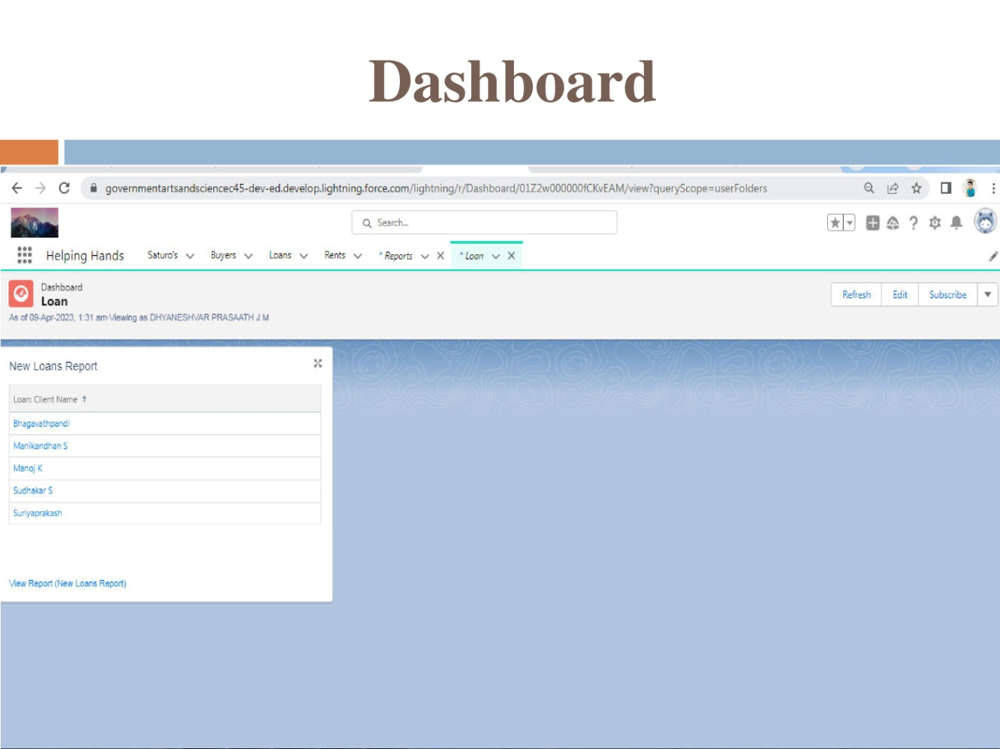 Dashboard
governmentartsandsciencec45-dev-ed.develop.lightning.force.com/lightning/r/Dashboard/01Z2w000000fCKvEAM/view?queryScope=userFolders
Search...
Helping Hands Saturo's Buyers Loans Rents * Reports * Loan
Dashboard
Loan
Refresh Edit Subscribe
As of 09-Apr-2023, 1:31 am·Viewing as DHYANESHVAR PRASAATH J M
New Loans Report
Loan: Client Name ↑
Bhagavathpandi
Manikandhan S
Manoj K
Sudhakar S
Suriyaprakash
View Report (New Loans Report)